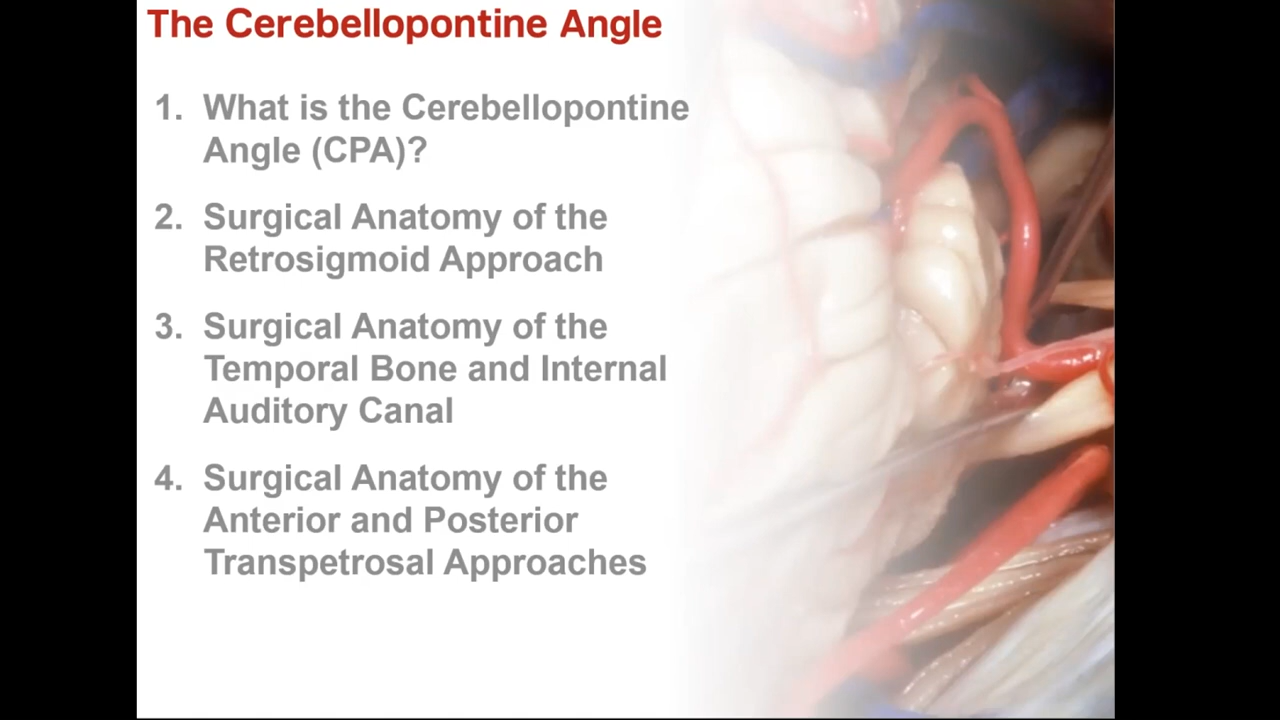 The Cerebellopontine Angle
1. What is the Cerebellopontine
Angle (CPA)?
2. Surgical Anatomy of the
Retrosigmoid Approach
3. Surgical Anatomy of the
Temporal Bone and Internal
Auditory Canal
4. Surgical Anatomy of the
Anterior and Posterior
Transpetrosal Approaches